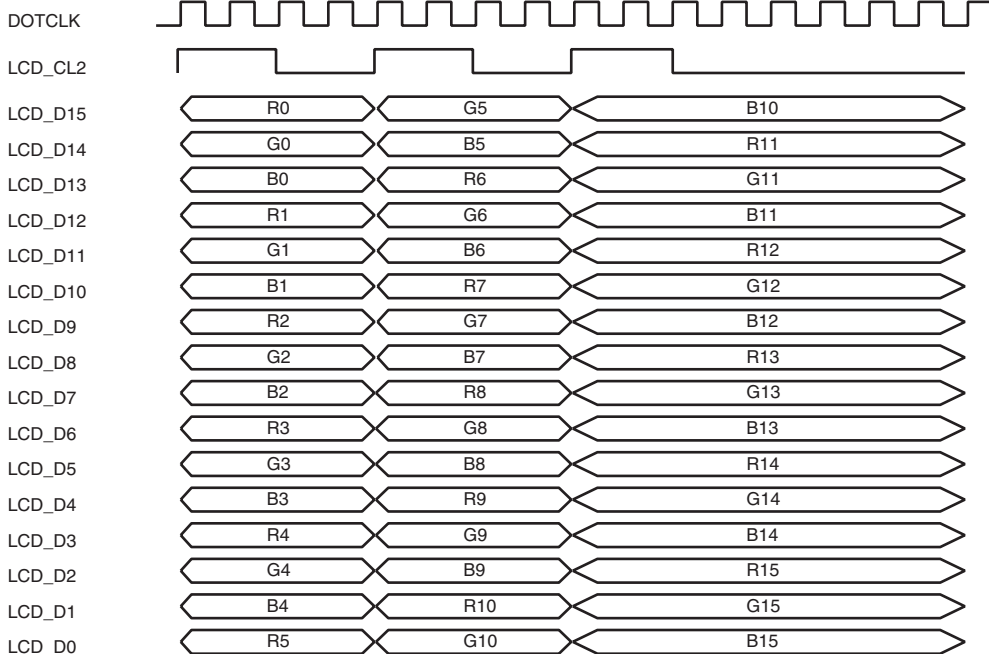 DOTCLK
LCD_CL2
LCD_D15 R0 G5 B10
LCD_D14 G0 B5 R11
LCD_D13 B0 R6 G11
LCD_D12 R1 G6 B11
LCD_D11 G1 B6 R12
LCD_D10 B1 R7 G12
LCD_D9 R2 G7 B12
LCD_D8 G2 B7 R13
LCD_D7 B2 R8 G13
LCD_D6 R3 G8 B13
LCD_D5 G3 B8 R14
LCD_D4 B3 R9 G14
LCD_D3 R4 G9 B14
LCD_D2 G4 B9 R15
LCD_D1 B4 R10 G15
LCD_D0 R5 G10 B15